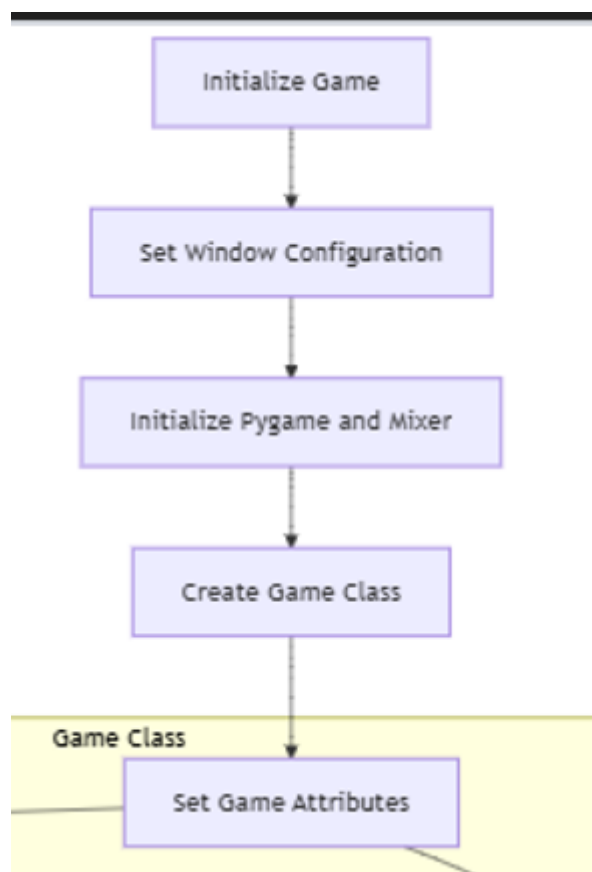 Initialize Game
Set Window Configuration
Initialize Pygame and Mixer
Create Game Class
Game Class
Set Game Attributes